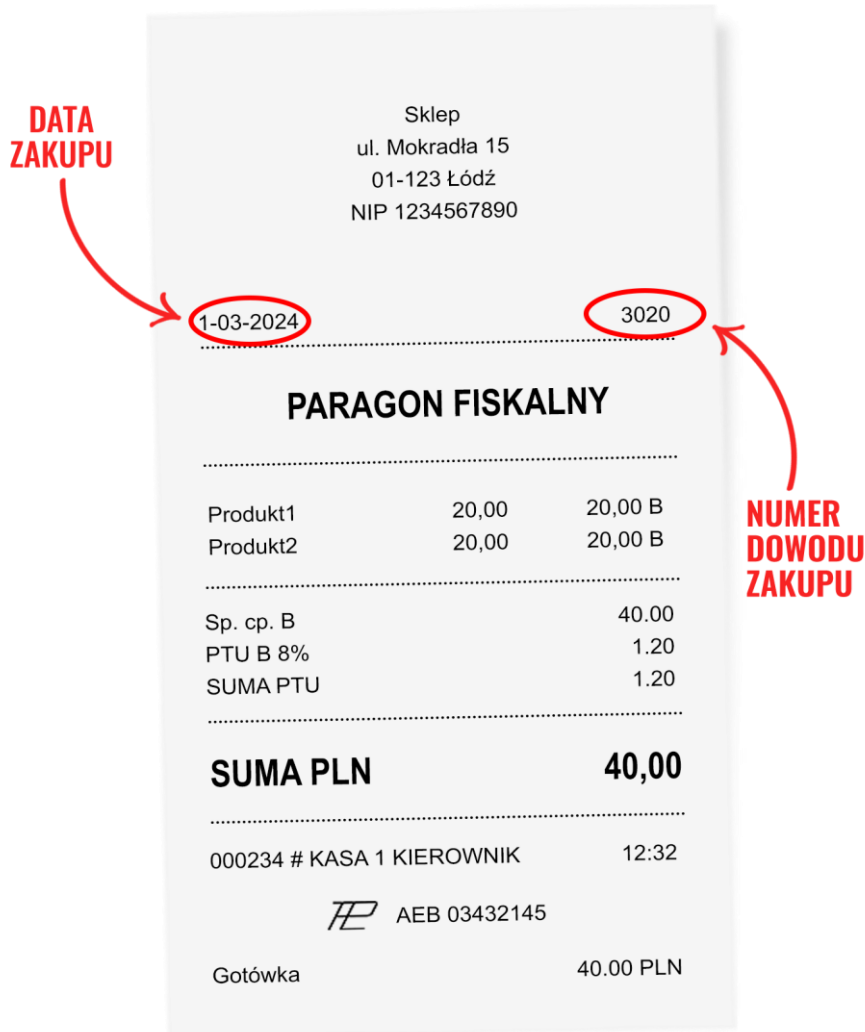 Sklep
ul. Mokradła 15
01-123 Łódź
NIP 1234567890
DATA
ZAKUPU
1-03-2024 3020
PARAGON FISKALNY
Produkt1 20,00 20,00 B
Produkt2 20,00 20,00 B
NUMER
DOWODU
ZAKUPU
Sp. cp. B 40.00
PTU B 8% 1.20
SUMA PTU 1.20
SUMA PLN 40,00
000234 # KASA 1 KIEROWNIK 12:32
AEB 03432145
Gotówka 40.00 PLN